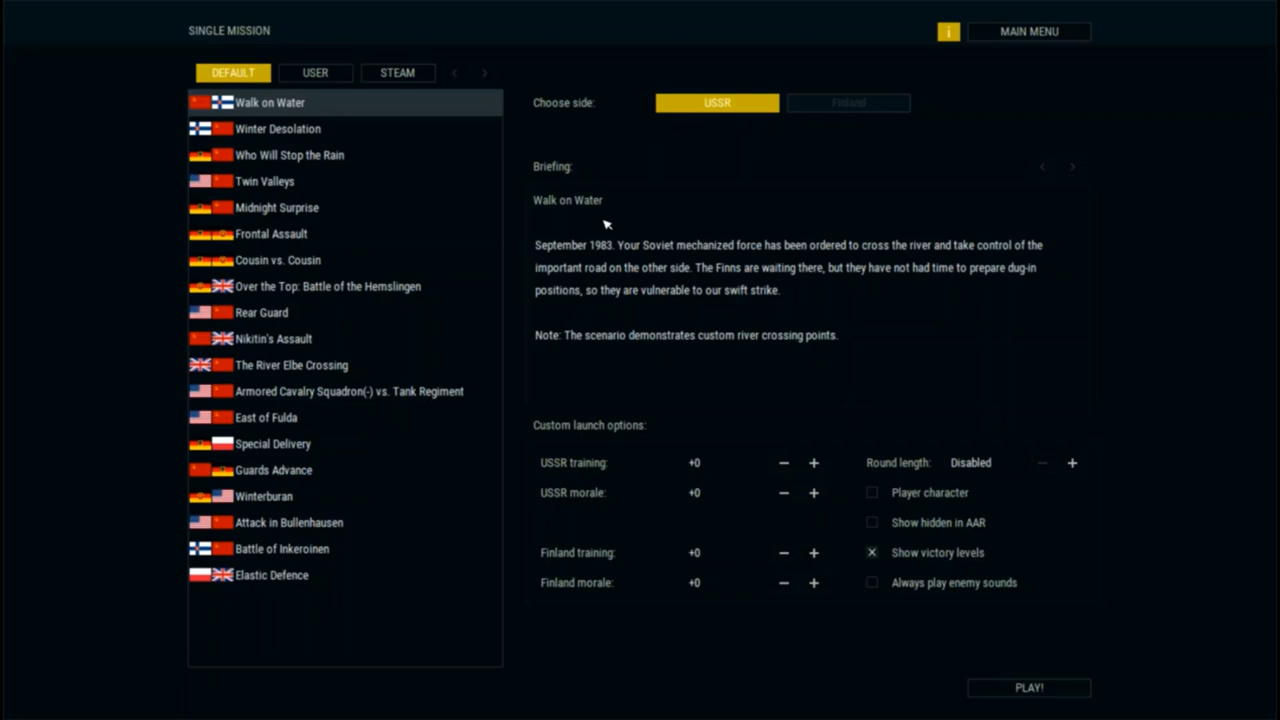 SINGLE MISSION
i
MAIN MENU
DEFAULT
USER
STEAM
Walk on Water
Winter Desolation
Who Will Stop the Rain
Twin Valleys
Midnight Surprise
Frontal Assault
Cousin vs. Cousin
Over the Top: Battle of the Hemslingen
Rear Guard
Nikitin's Assault
The River Elbe Crossing
Armored Cavalry Squadron(-) vs. Tank Regiment
East of Fulda
Special Delivery
Guards Advance
Winterburan
Attack in Bullenhausen
Battle of Inkeroinen
Elastic Defence
Choose side:
USSR
Finland
Briefing:
Walk on Water
September 1983. Your Soviet mechanized force has been ordered to cross the river and take control of the
important road on the other side. The Finns are waiting there, but they have not had time to prepare dug-in
positions, so they are vulnerable to our swift strike.
Note: The scenario demonstrates custom river crossing points.
Custom launch options:
USSR training: +0 − +
USSR morale: +0 − +
Finland training: +0 − +
Finland morale: +0 − +
Round length: Disabled − +
Player character
Show hidden in AAR
Show victory levels
Always play enemy sounds
PLAY!